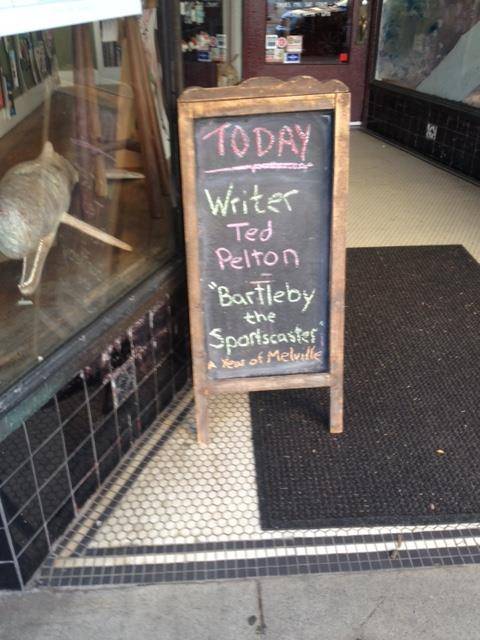 TODAY
Writer
Ted
Pelton
-
"Bartleby
the
Sportscaster"
a Year of Melville